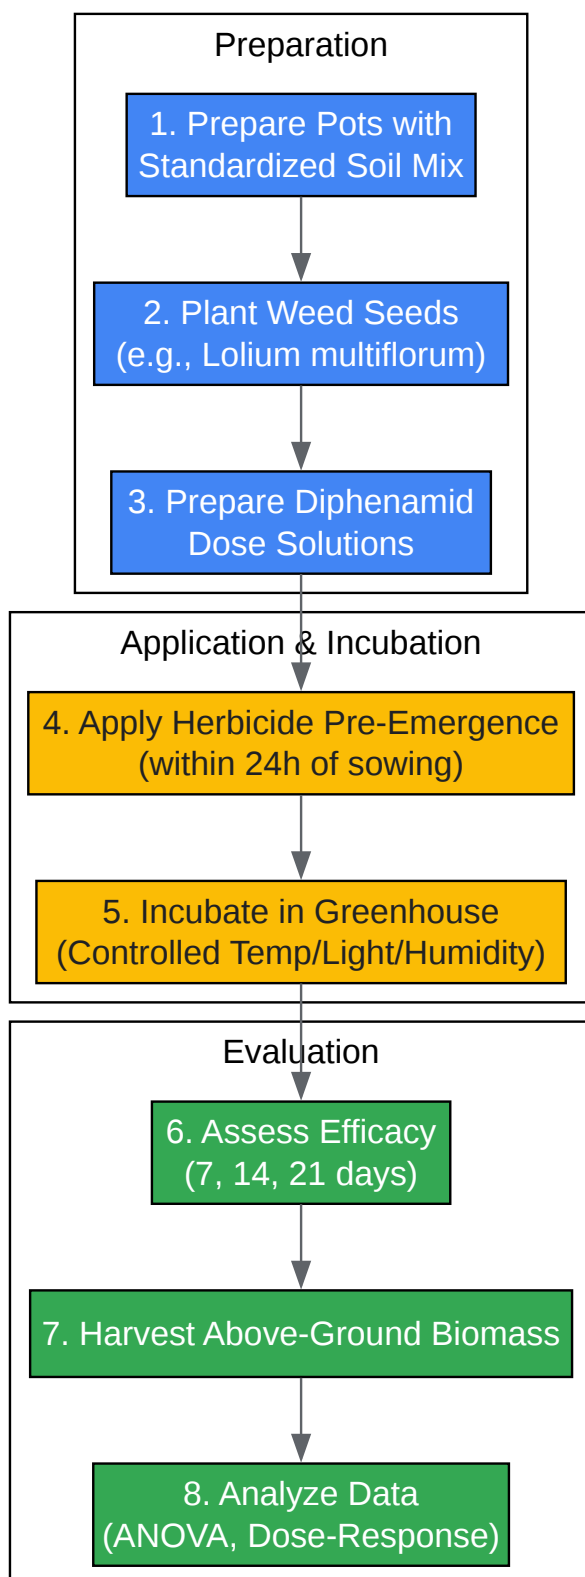 Preparation
1. Prepare Pots with
Standardized Soil Mix
2. Plant Weed Seeds
(e.g., Lolium multiflorum)
3. Prepare Diphenamid
Dose Solutions
Application & Incubation
4. Apply Herbicide Pre-Emergence
(within 24h of sowing)
5. Incubate in Greenhouse
(Controlled Temp/Light/Humidity)
Evaluation
6. Assess Efficacy
(7, 14, 21 days)
7. Harvest Above-Ground Biomass
8. Analyze Data
(ANOVA, Dose-Response)